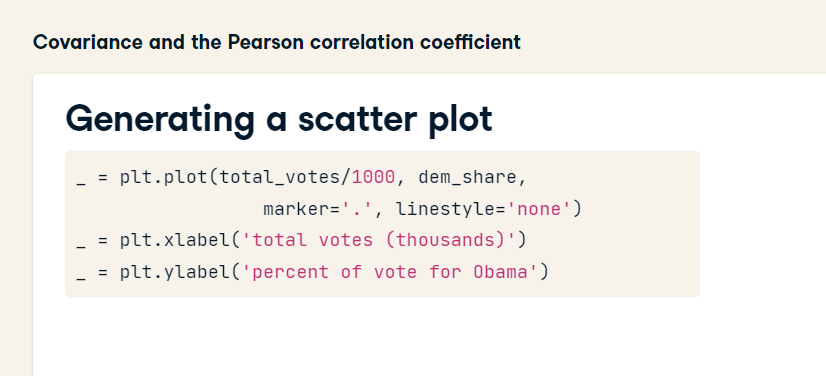 Covariance and the Pearson correlation coefficient
Generating a scatter plot
_ = plt.plot(total_votes/1000, dem_share,
marker='.', linestyle='none')
_ = plt.xlabel('total votes (thousands)')
_ = plt.ylabel('percent of vote for Obama')